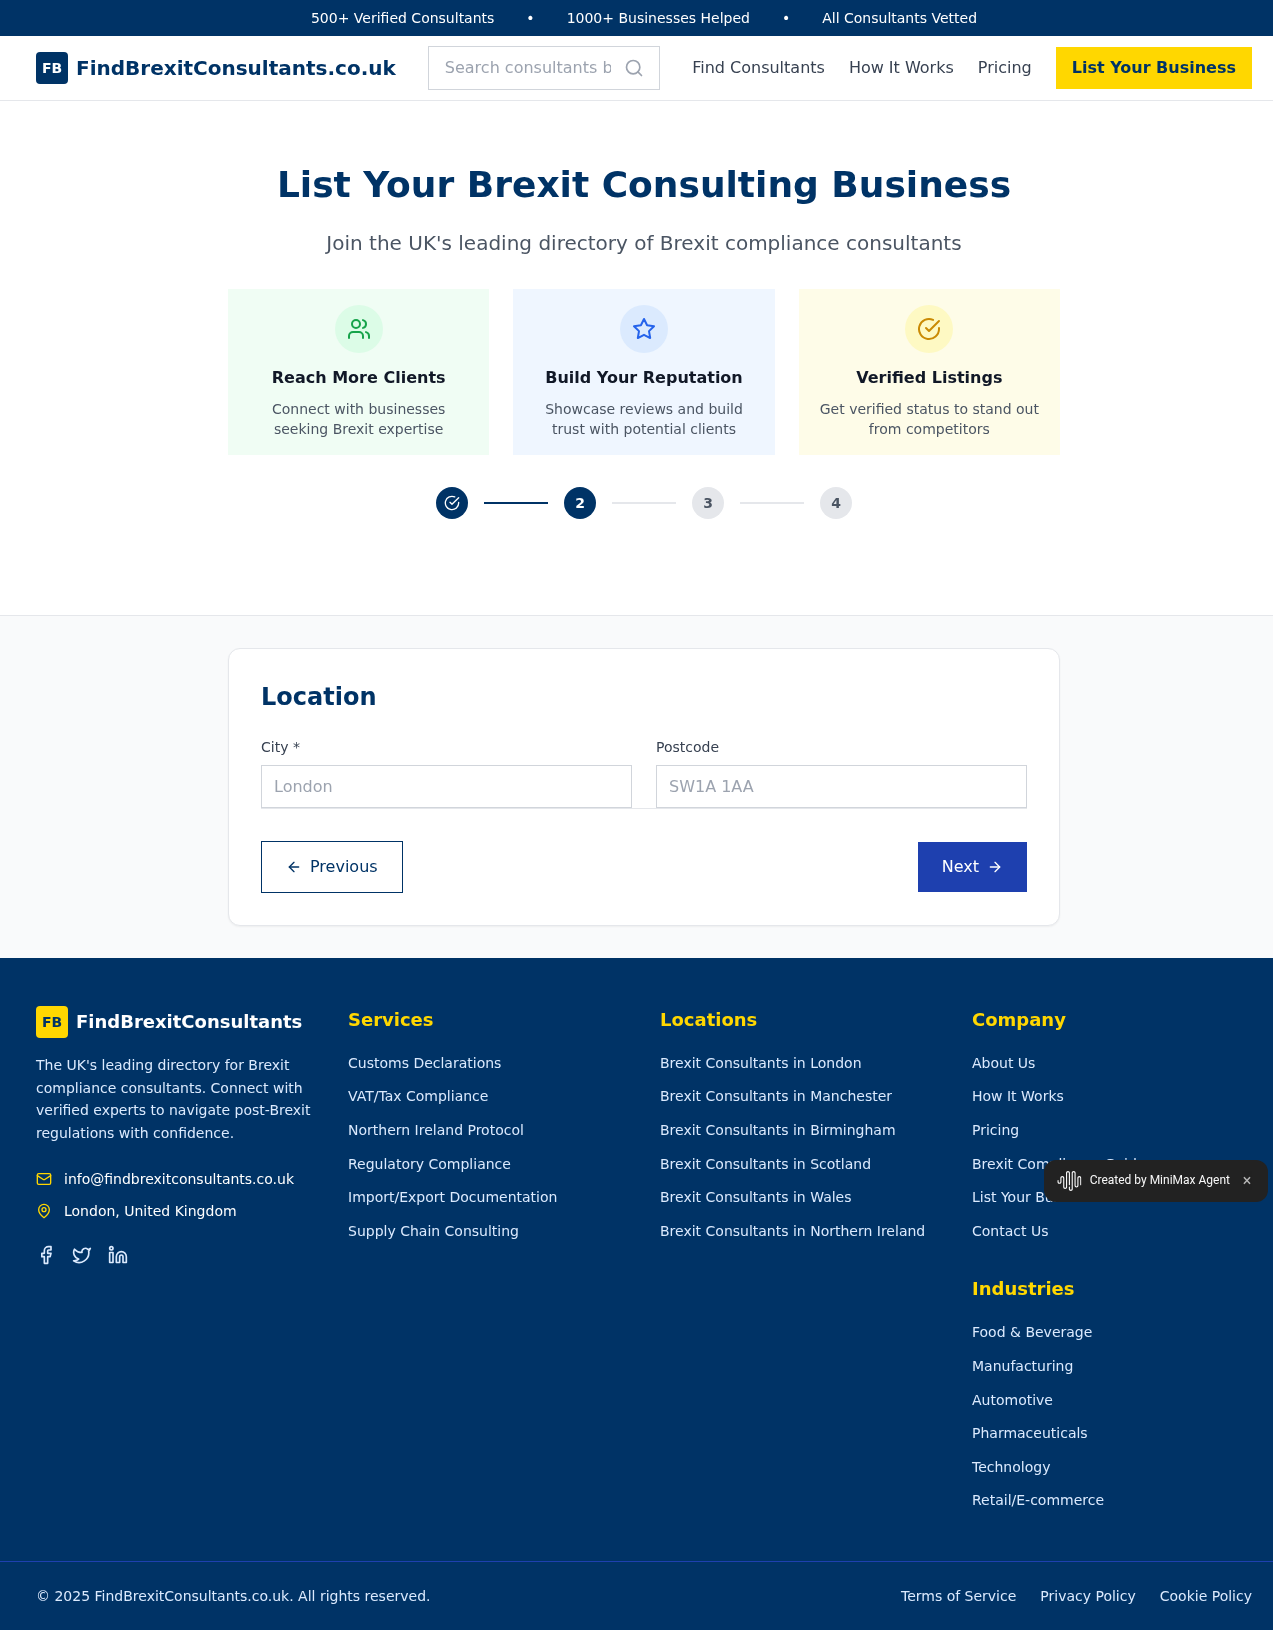 500+ Verified Consultants • 1000+ Businesses Helped • All Consultants Vetted
FB FindBrexitConsultants.co.uk
Search consultants b
Find Consultants How It Works Pricing List Your Business
List Your Brexit Consulting Business
Join the UK's leading directory of Brexit compliance consultants
Reach More Clients
Connect with businesses
seeking Brexit expertise
Build Your Reputation
Showcase reviews and build
trust with potential clients
Verified Listings
Get verified status to stand out
from competitors
2 3 4
Location
City *
London
Postcode
SW1A 1AA
Previous
Next
FB FindBrexitConsultants
The UK's leading directory for Brexit
compliance consultants. Connect with
verified experts to navigate post-Brexit
regulations with confidence.
info@findbrexitconsultants.co.uk
London, United Kingdom
Services
Customs Declarations
VAT/Tax Compliance
Northern Ireland Protocol
Regulatory Compliance
Import/Export Documentation
Supply Chain Consulting
Locations
Brexit Consultants in London
Brexit Consultants in Manchester
Brexit Consultants in Birmingham
Brexit Consultants in Scotland
Brexit Consultants in Wales
Brexit Consultants in Northern Ireland
Company
About Us
How It Works
Pricing
Brexit
List Your
Contact Us
Created by MiniMax Agent ×
Industries
Food & Beverage
Manufacturing
Automotive
Pharmaceuticals
Technology
Retail/E-commerce
© 2025 FindBrexitConsultants.co.uk. All rights reserved.
Terms of Service Privacy Policy Cookie Policy